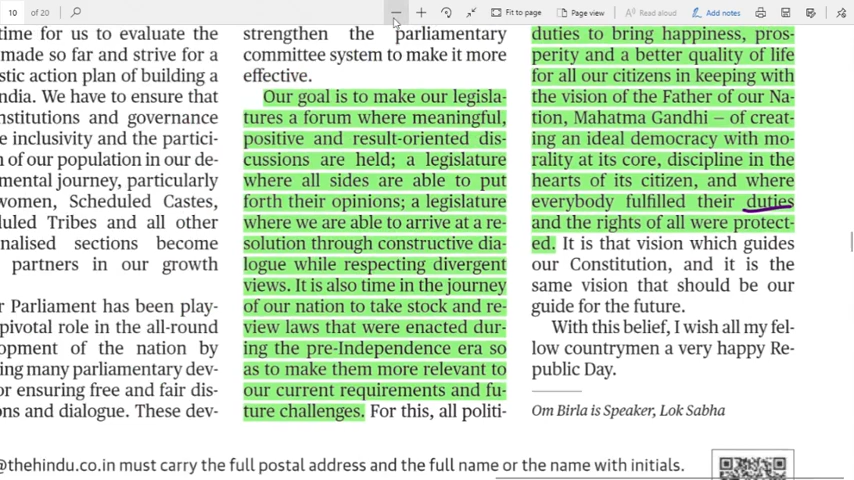 10 of 20
Fit to page
Page view
Read aloud
Add notes
time for us to evaluate the
made so far and strive for a
stic action plan of building a
ndia. We have to ensure that
nstitutions and governance
e inclusivity and the partici-
n of our population in our de-
mental journey, particularly
women, Scheduled Castes,
luled Tribes and all other
nalised sections become
partners in our growth
r Parliament has been play-
pivotal role in the all-round
opment of the nation by
ing many parliamentary dev-
or ensuring free and fair dis-
ons and dialogue. These dev-
strengthen the parliamentary
committee system to make it more
effective.
Our goal is to make our legisla-
tures a forum where meaningful,
positive and result-oriented dis-
cussions are held; a legislature
where all sides are able to put
forth their opinions; a legislature
where we are able to arrive at a re-
solution through constructive dia-
logue while respecting divergent
views. It is also time in the journey
of our nation to take stock and re-
view laws that were enacted dur-
ing the pre-Independence era so
as to make them more relevant to
our current requirements and fu-
ture challenges. For this, all politi-
duties to bring happiness, pros-
perity and a better quality of life
for all our citizens in keeping with
the vision of the Father of our Na-
tion, Mahatma Gandhi – of creat-
ing an ideal democracy with mo-
rality at its core, discipline in the
hearts of its citizen, and where
everybody fulfilled their duties
and the rights of all were protect-
ed. It is that vision which guides
our Constitution, and it is the
same vision that should be our
guide for the future.
With this belief, I wish all my fel-
low countrymen a very happy Re-
public Day.
Om Birla is Speaker, Lok Sabha
@thehindu.co.in must carry the full postal address and the full name or the name with initials.